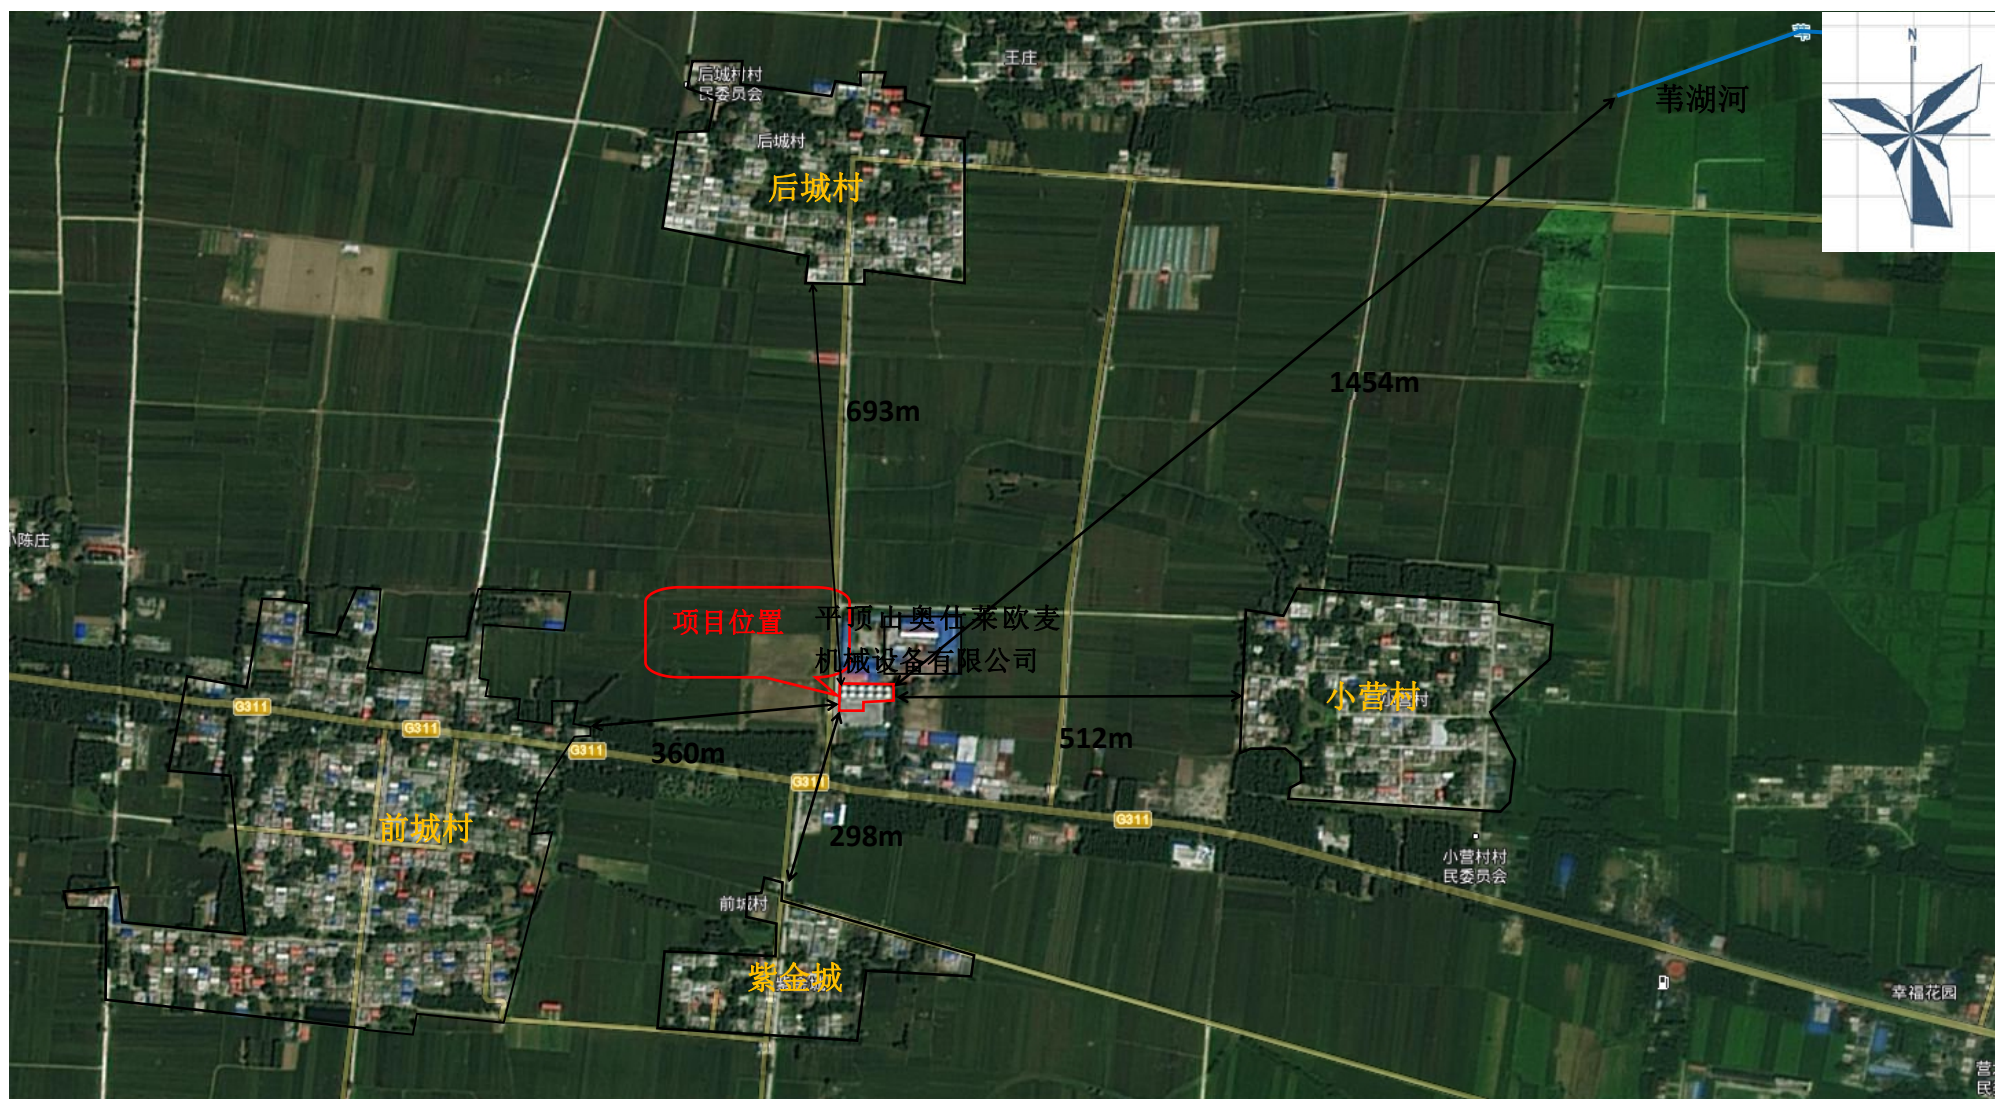 王庄
后城村村
民委员会
N
苇湖河
后城村
后城村
1454m
693m
小陈庄
项目位置
平顶山奥仕莱欧麦
机械设备有限公司
小营村
G311
G311
G311
360m
512m
G311
G311
前城村
298m
小营村村
民委员会
前城村
紫金城
幸福花园